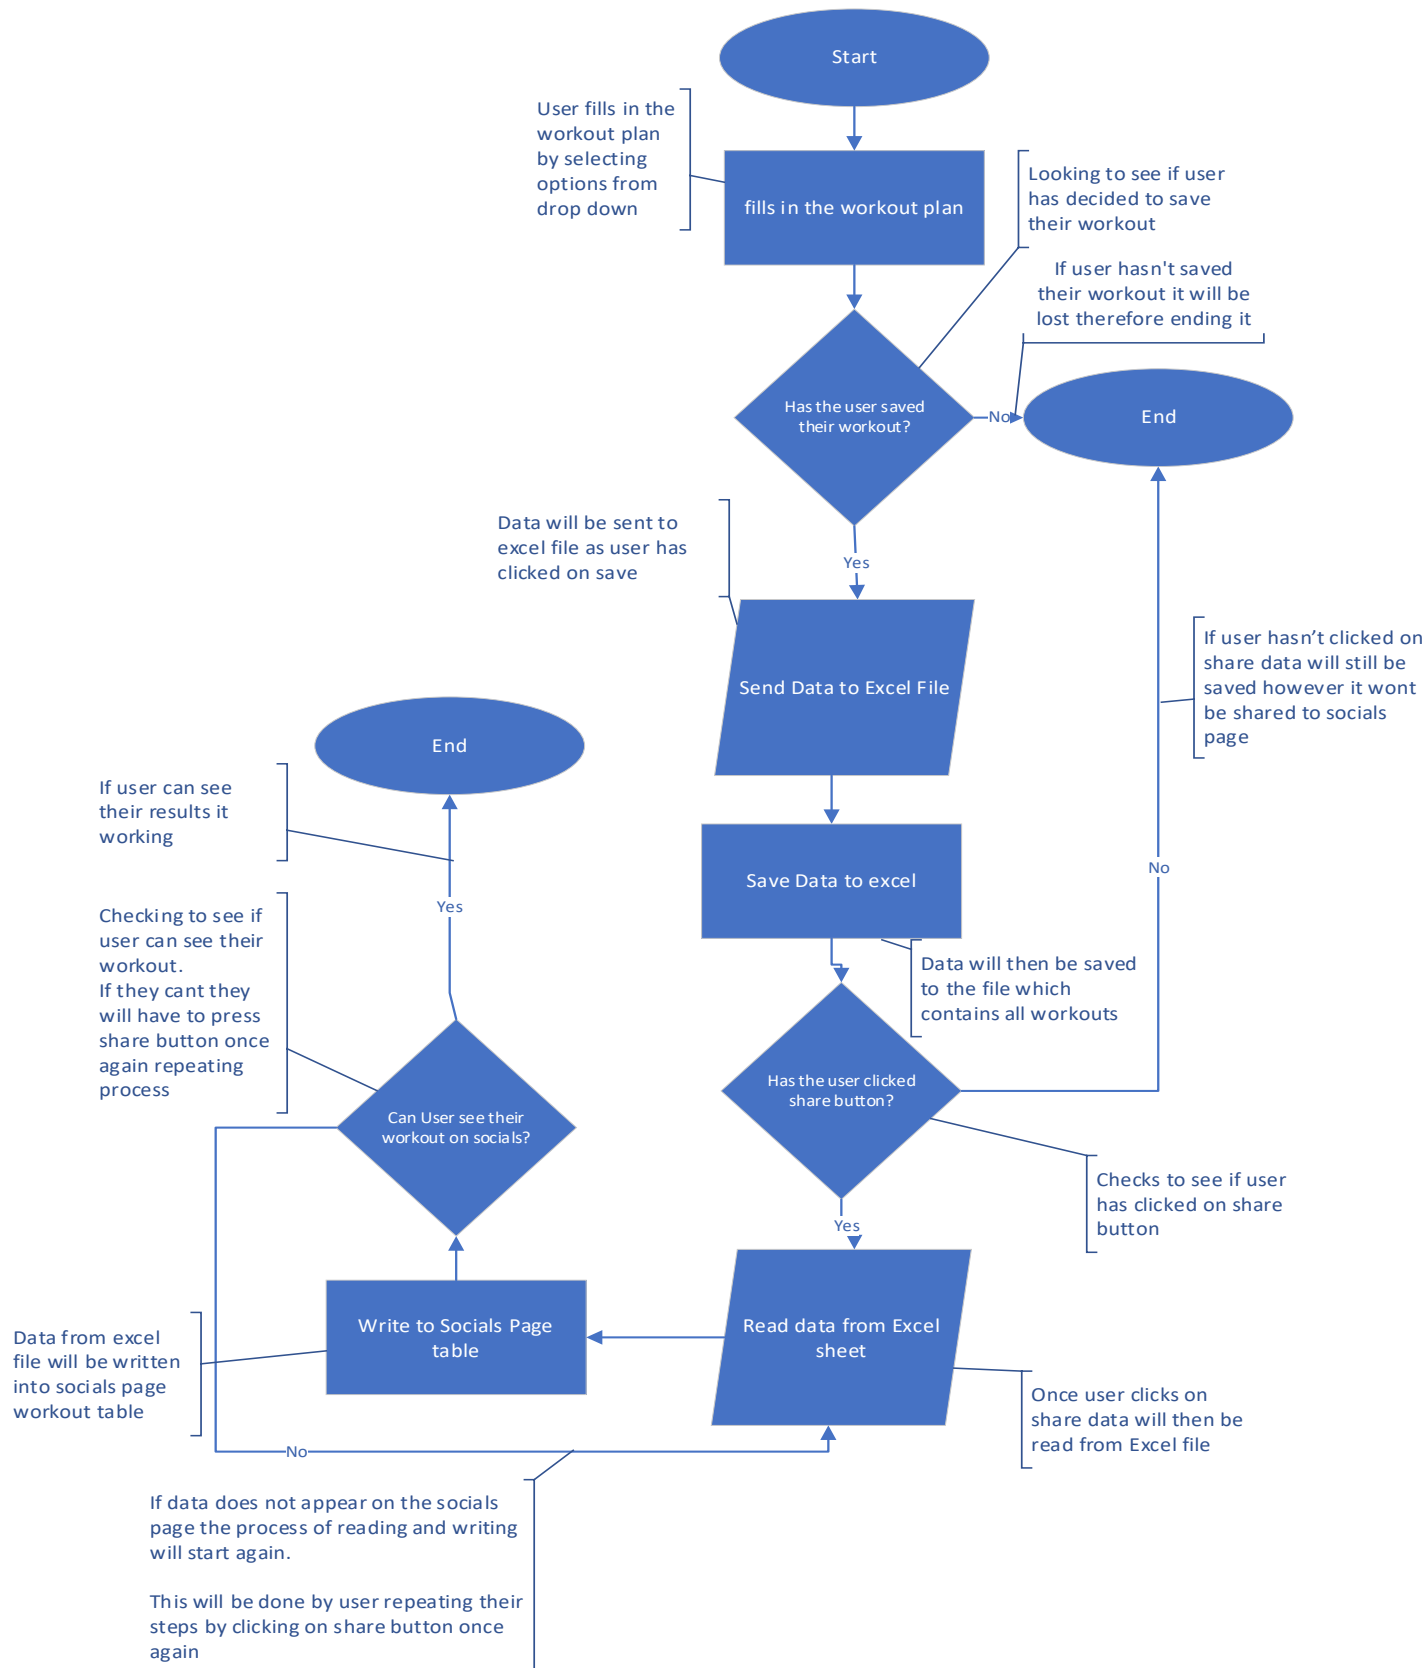 Start
User fills in the
workout plan
by selecting
options from
drop down
fills in the workout plan
Looking to see if user
has decided to save
their workout
If user hasn't saved
their workout it will be
lost therefore ending it
Has the user saved
their workout?
No
End
Yes
Data will be sent to
excel file as user has
clicked on save
Send Data to Excel File
If user hasn’t clicked on
share data will still be
saved however it wont
be shared to socials
page
End
If user can see
their results it
working
Save Data to excel
No
Yes
Checking to see if
user can see their
workout.
If they cant they
will have to press
share button once
again repeating
process
Data will then be saved
to the file which
contains all workouts
Has the user clicked
share button?
Can User see their
workout on socials?
Checks to see if user
has clicked on share
button
Yes
Write to Socials Page
table
Read data from Excel
sheet
Data from excel
file will be written
into socials page
workout table
Once user clicks on
share data will then be
read from Excel file
No
If data does not appear on the socials
page the process of reading and writing
will start again.
This will be done by user repeating their
steps by clicking on share button once
again